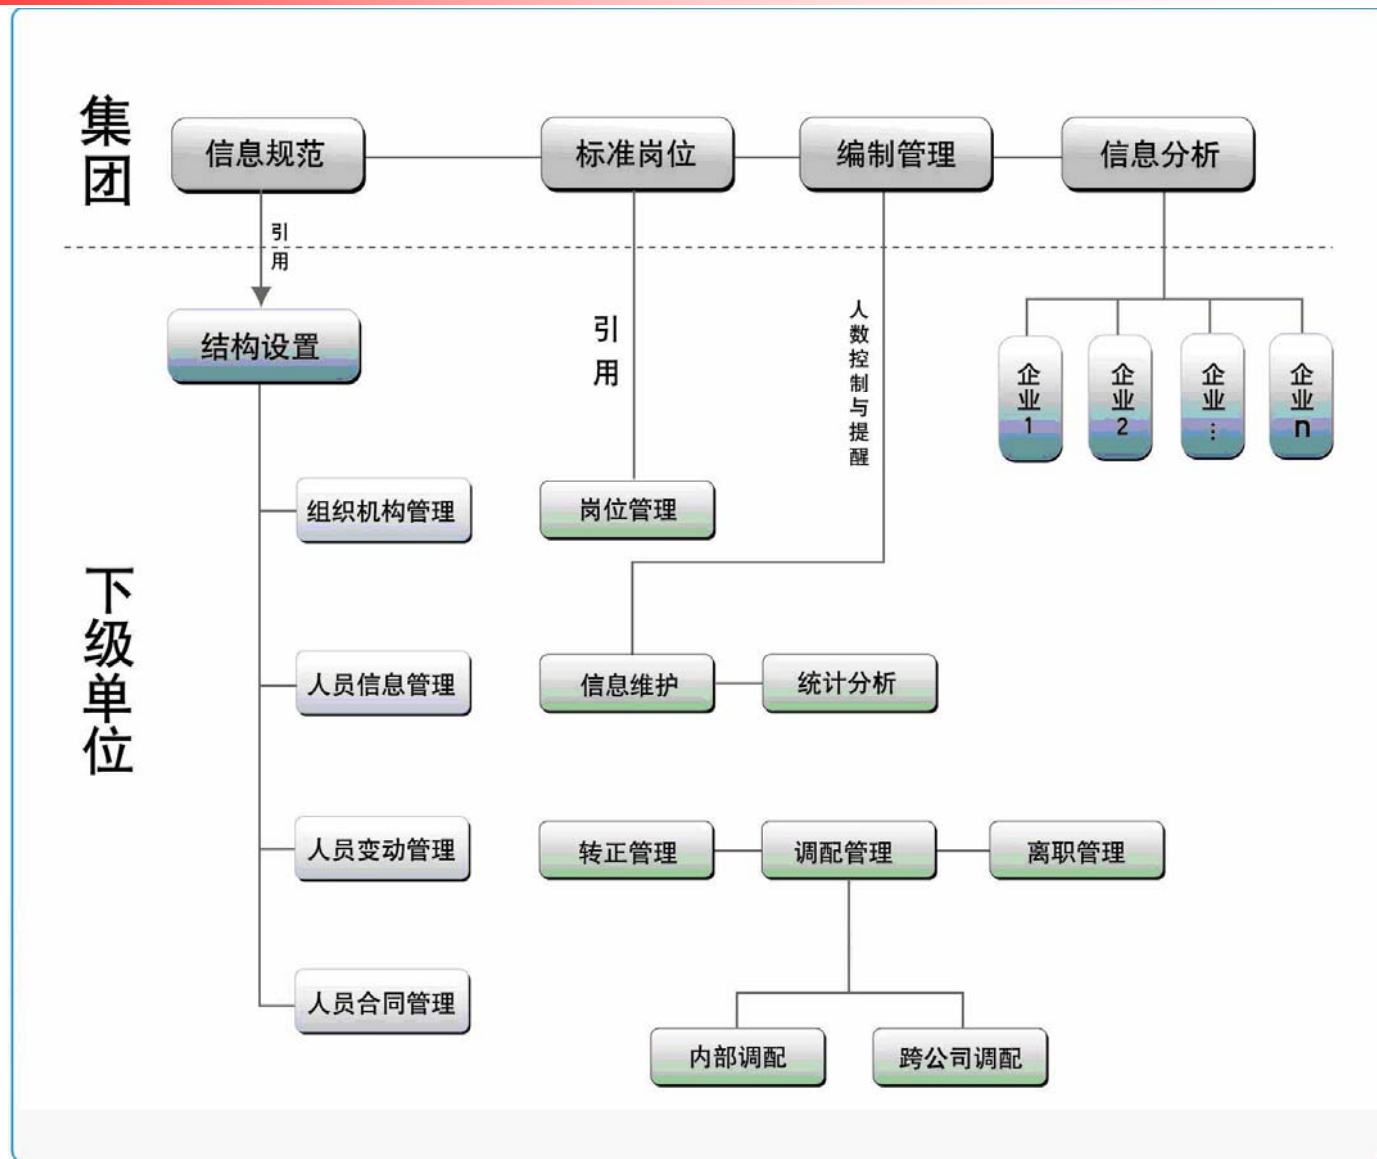 集团
信息规范
标准岗位
编制管理
信息分析
引用
结构设置
引用
人数控制与提醒
企业1
企业2
企业…
企业n
组织机构管理
岗位管理
下级单位
人员信息管理
信息维护
统计分析
人员变动管理
转正管理
调配管理
离职管理
人员合同管理
内部调配
跨公司调配